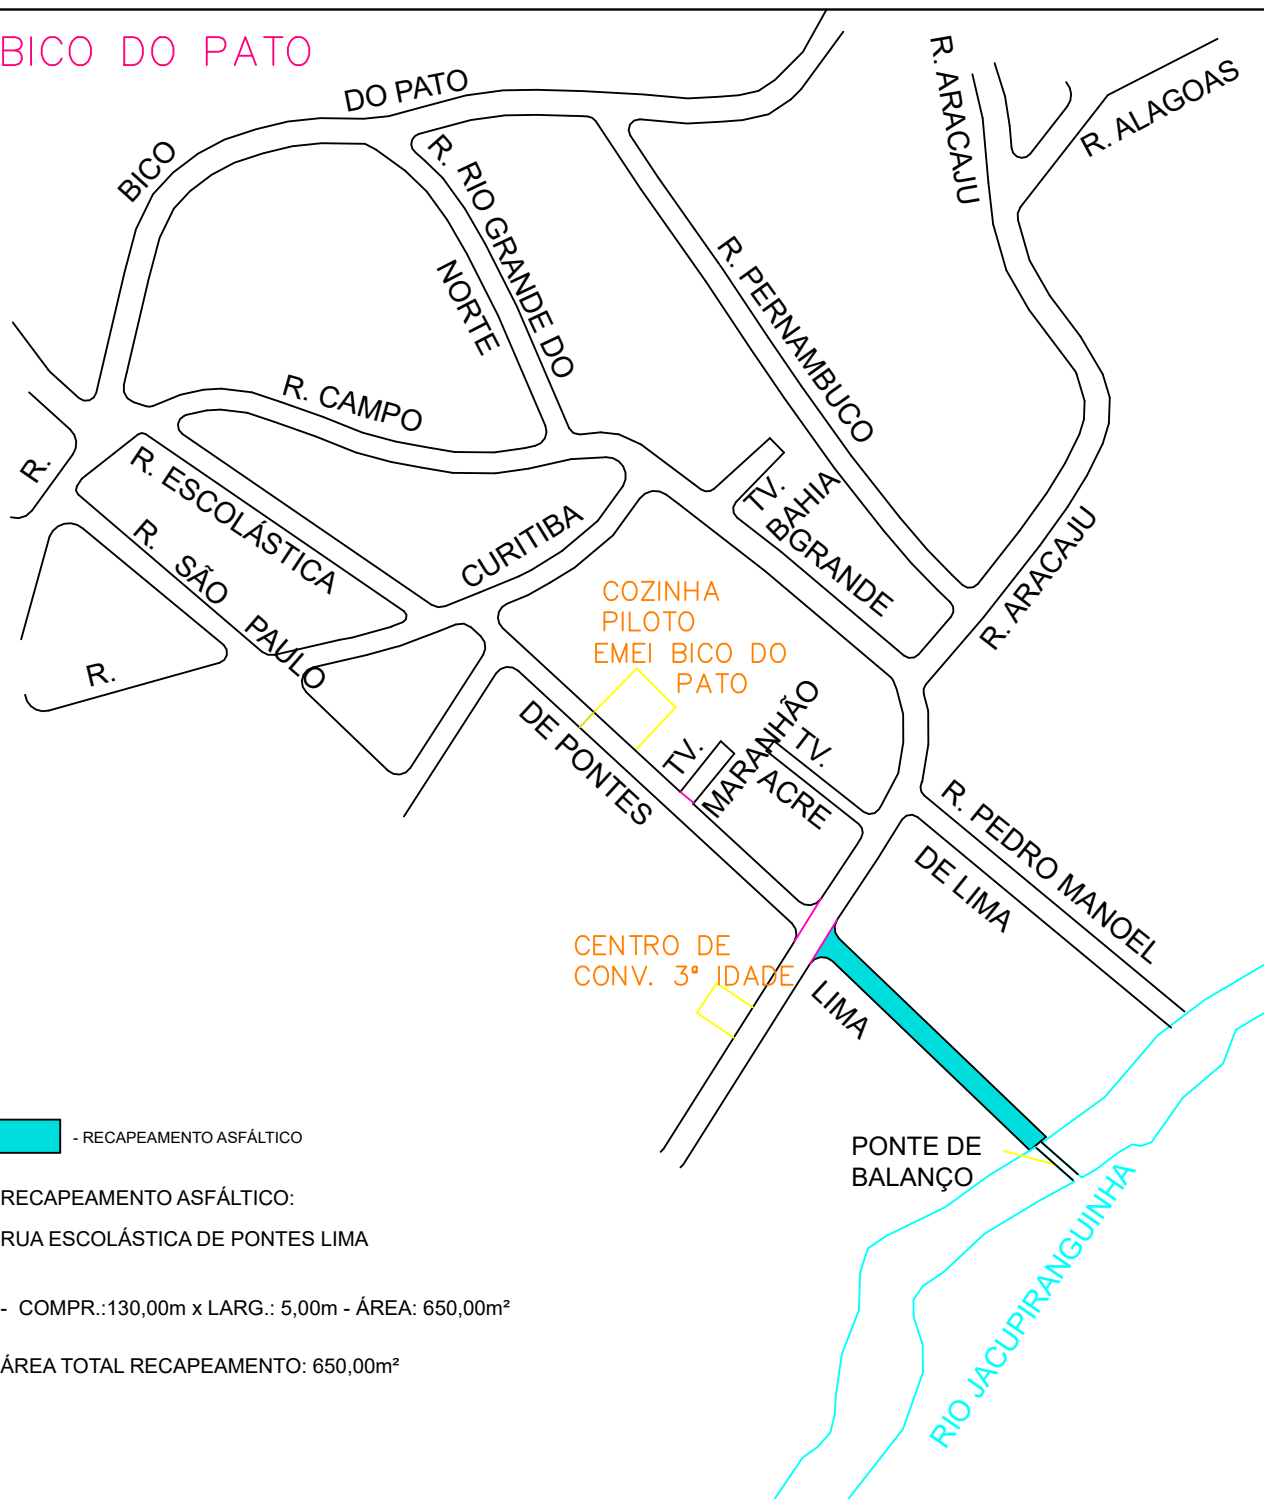 BICO DO PATO
DO PATO
BICO
R. ARACAJU
R. ALAGOAS
R. RIO GRANDE DO
NORTE
R. PERNAMBUCO
R. CAMPO
R.
R. ESCOLÁSTICA
R. SÃO PAULO
CURITIBA
TV.
BAHIA
GRANDE
R. ARACAJU
COZINHA
PILOTO
EMEI BICO DO
PATO
R.
DE PONTES
TV.
MARANHÃO
TV.
ACRE
R. PEDRO MANOEL
DE LIMA
CENTRO DE
CONV. 3ª IDADE
LIMA
PONTE DE
BALANÇO
RIO JACUPIRANGUINHA
- RECAPEAMENTO ASFÁLTICO
RECAPEAMENTO ASFÁLTICO:
RUA ESCOLÁSTICA DE PONTES LIMA
- COMPR.:130,00m x LARG.: 5,00m - ÁREA: 650,00m²
ÁREA TOTAL RECAPEAMENTO: 650,00m²